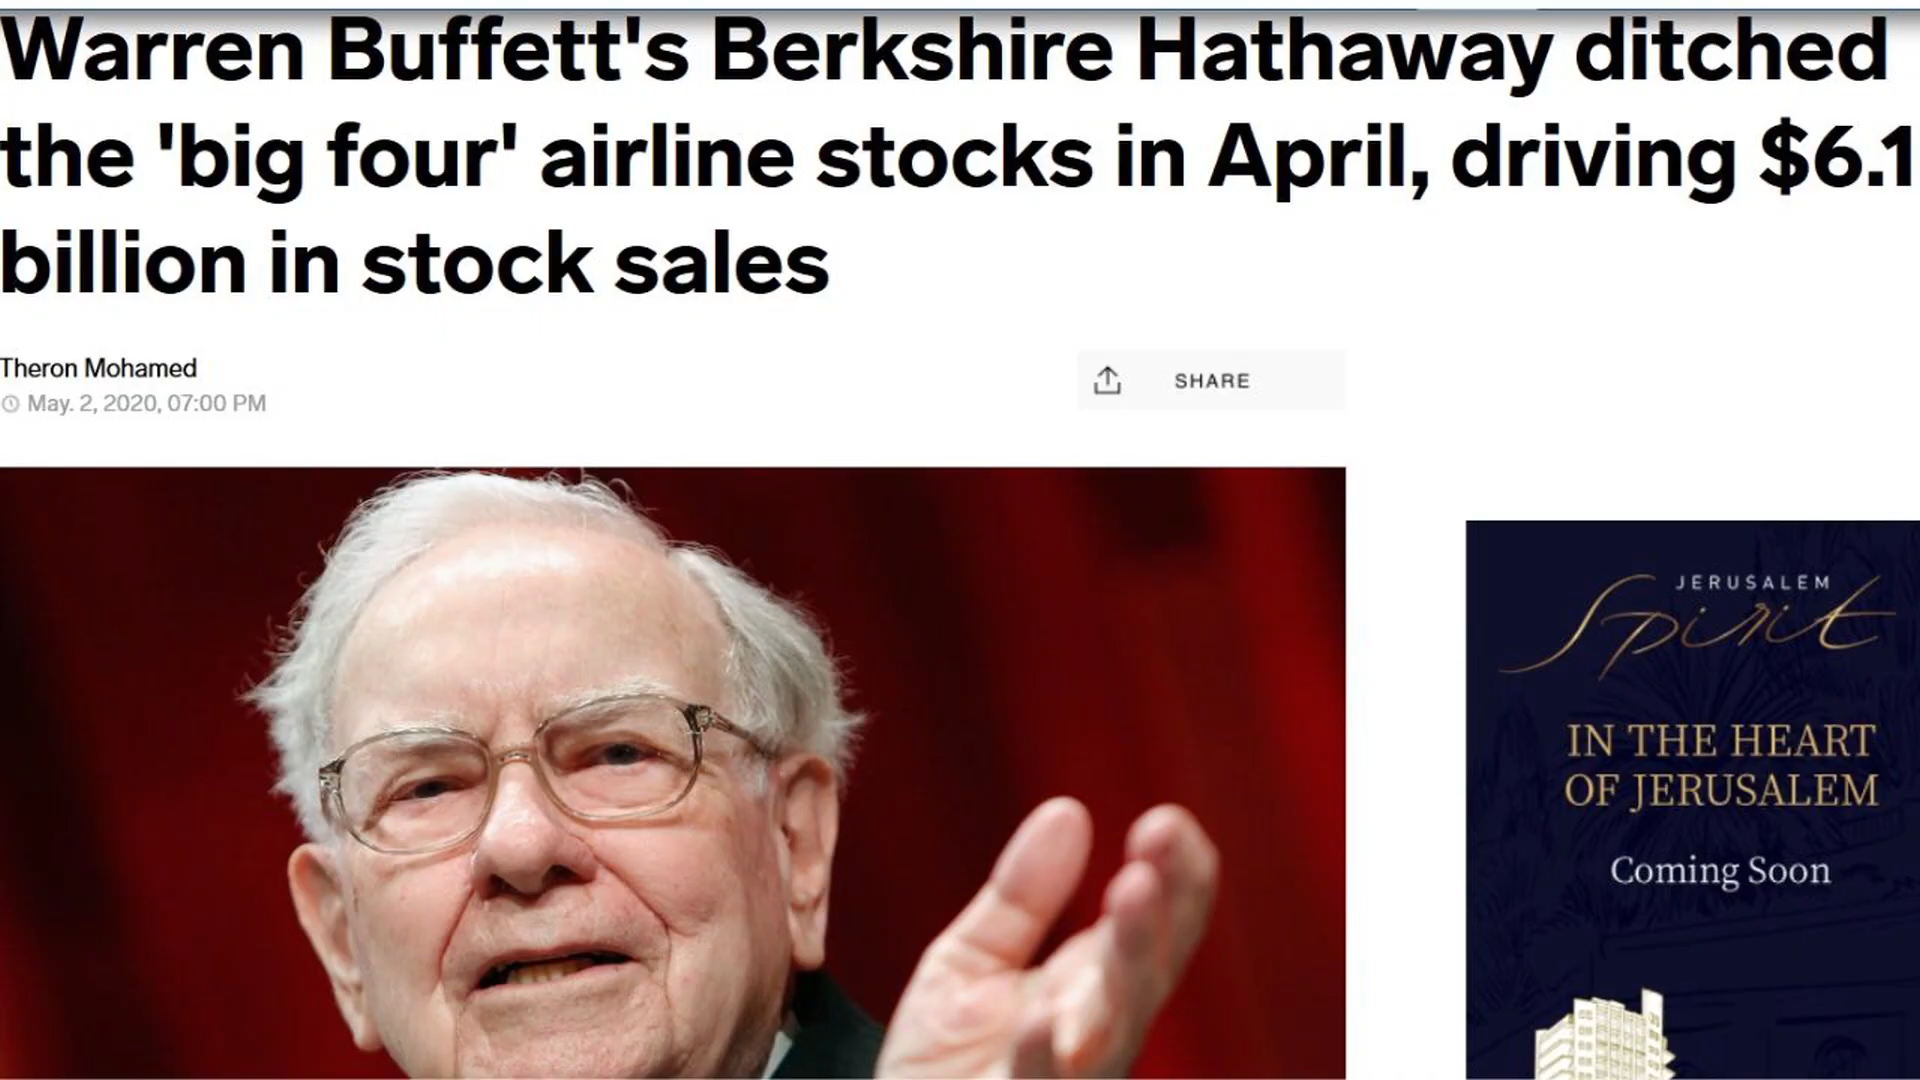 Warren Buffett's Berkshire Hathaway ditched
the 'big four' airline stocks in April, driving $6.1
billion in stock sales
Theron Mohamed
May. 2, 2020, 07:00 PM
SHARE
JERUSALEM
Spirit
IN THE HEART
OF JERUSALEM
Coming Soon